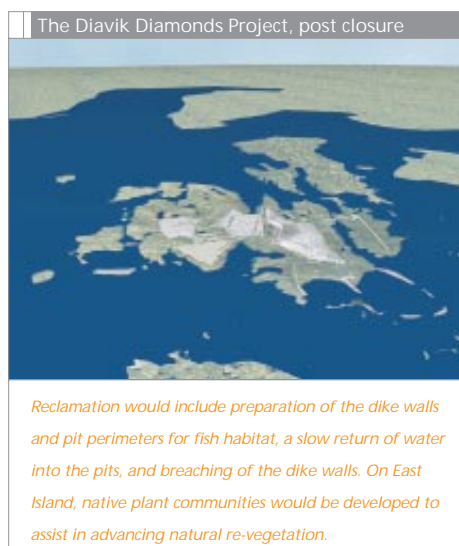 The Diavik Diamonds Project, post closure
Reclamation would include preparation of the dike walls
and pit perimeters for fish habitat, a slow return of water
into the pits, and breaching of the dike walls. On East
Island, native plant communities would be developed to
assist in advancing natural re-vegetation.